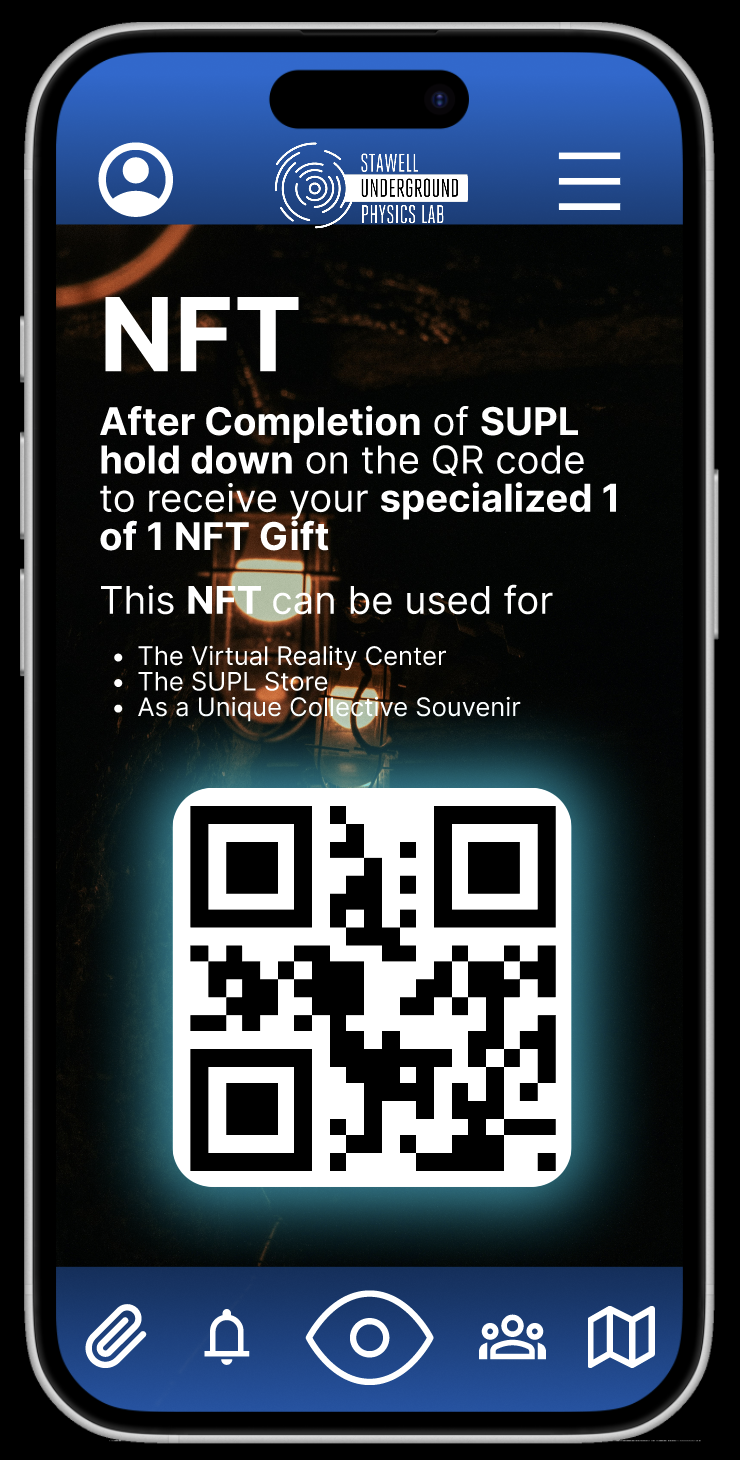 STAWELL
UNDERGROUND
PHYSICS LAB
NFT
After Completion of SUPL
hold down on the QR code
to receive your specialized 1
of 1 NFT Gift
This NFT can be used for
• The Virtual Reality Center
• The SUPL Store
• As a Unique Collective Souvenir